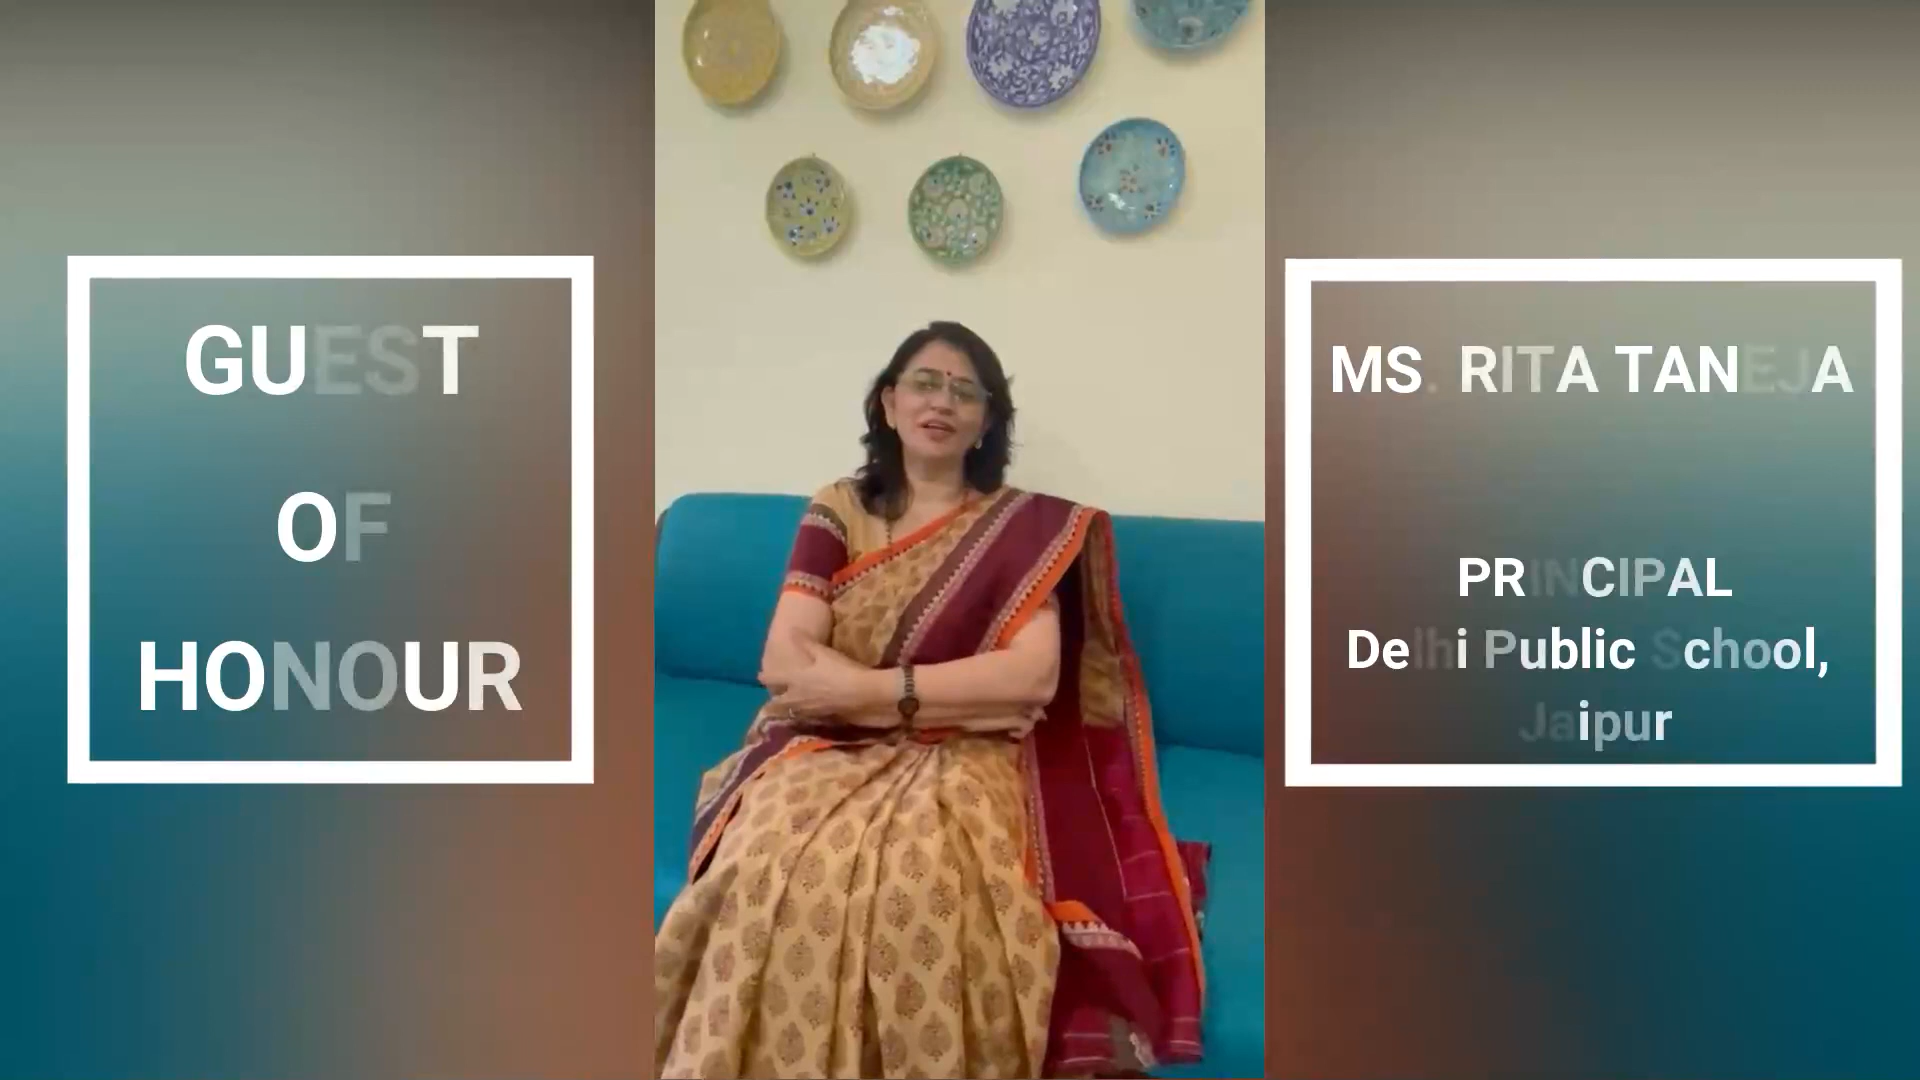 GUEST
OF
HONOUR
MS. RITA TANEJA
PRINCIPAL
Delhi Public School,
Jaipur